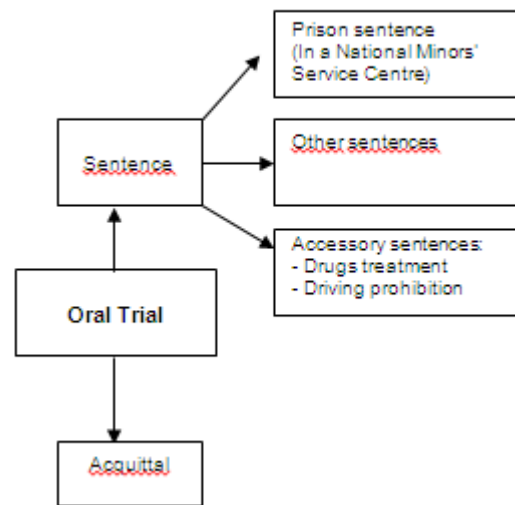 Prison sentence
(In a National Minors'
Service Centre)
Sentence
Other sentences
Accessory sentences:
- Drugs treatment
- Driving prohibition
Oral Trial
Acquittal